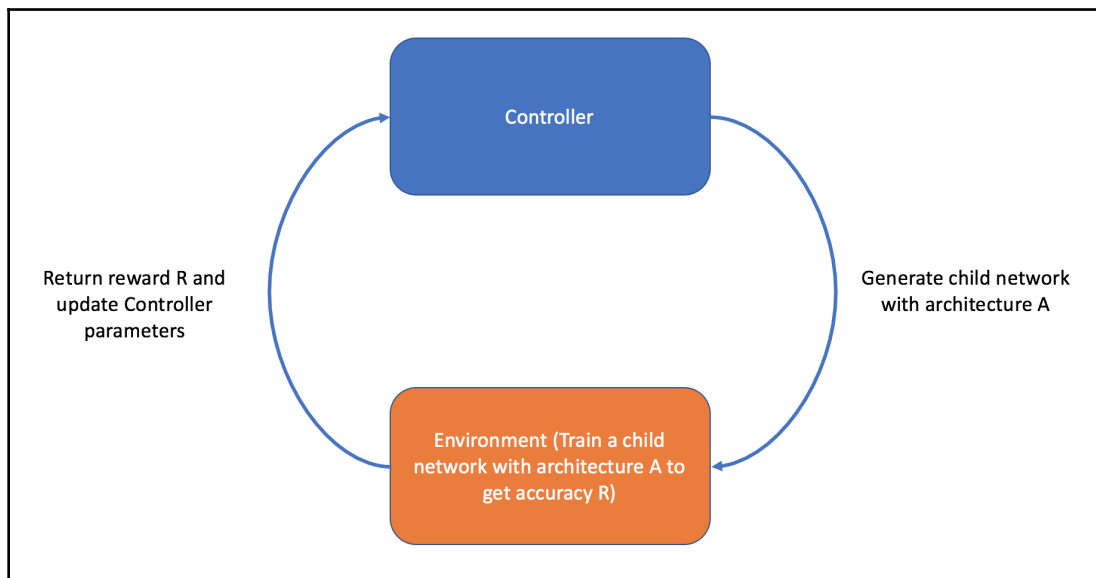 Controller
Return reward R and
update Controller
parameters
Generate child network
with architecture A
Environment (Train a child
network with architecture A to
get accuracy R)